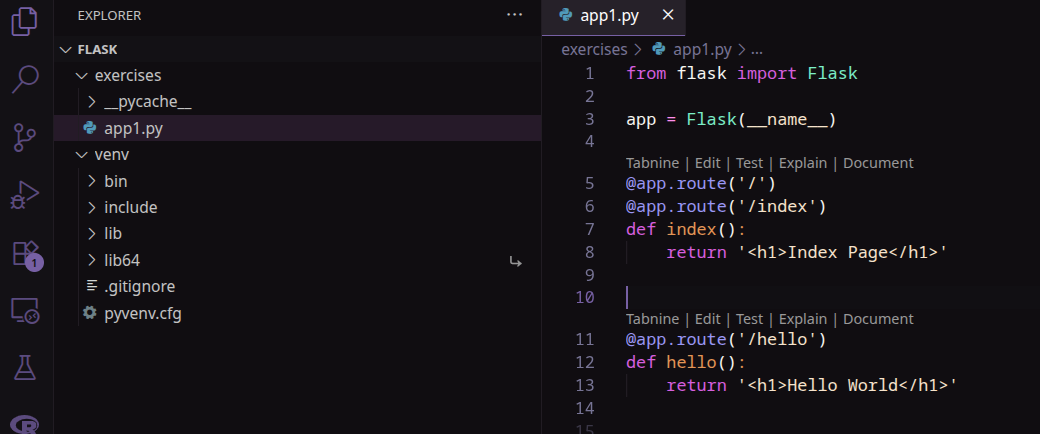 EXPLORER
FLASK
exercises
__pycache__
app1.py
venv
bin
include
lib
lib64
.gitignore
pyvenv.cfg
1
app1.py
exercises > app1.py > ...
1 from flask import Flask
2
3 app = Flask(__name__)
4
Tabnine | Edit | Test | Explain | Document
5 @app.route('/')
6 @app.route('/index')
7 def index():
8     return '<h1>Index Page</h1>'
9
10
Tabnine | Edit | Test | Explain | Document
11 @app.route('/hello')
12 def hello():
13     return '<h1>Hello World</h1>'
14
15